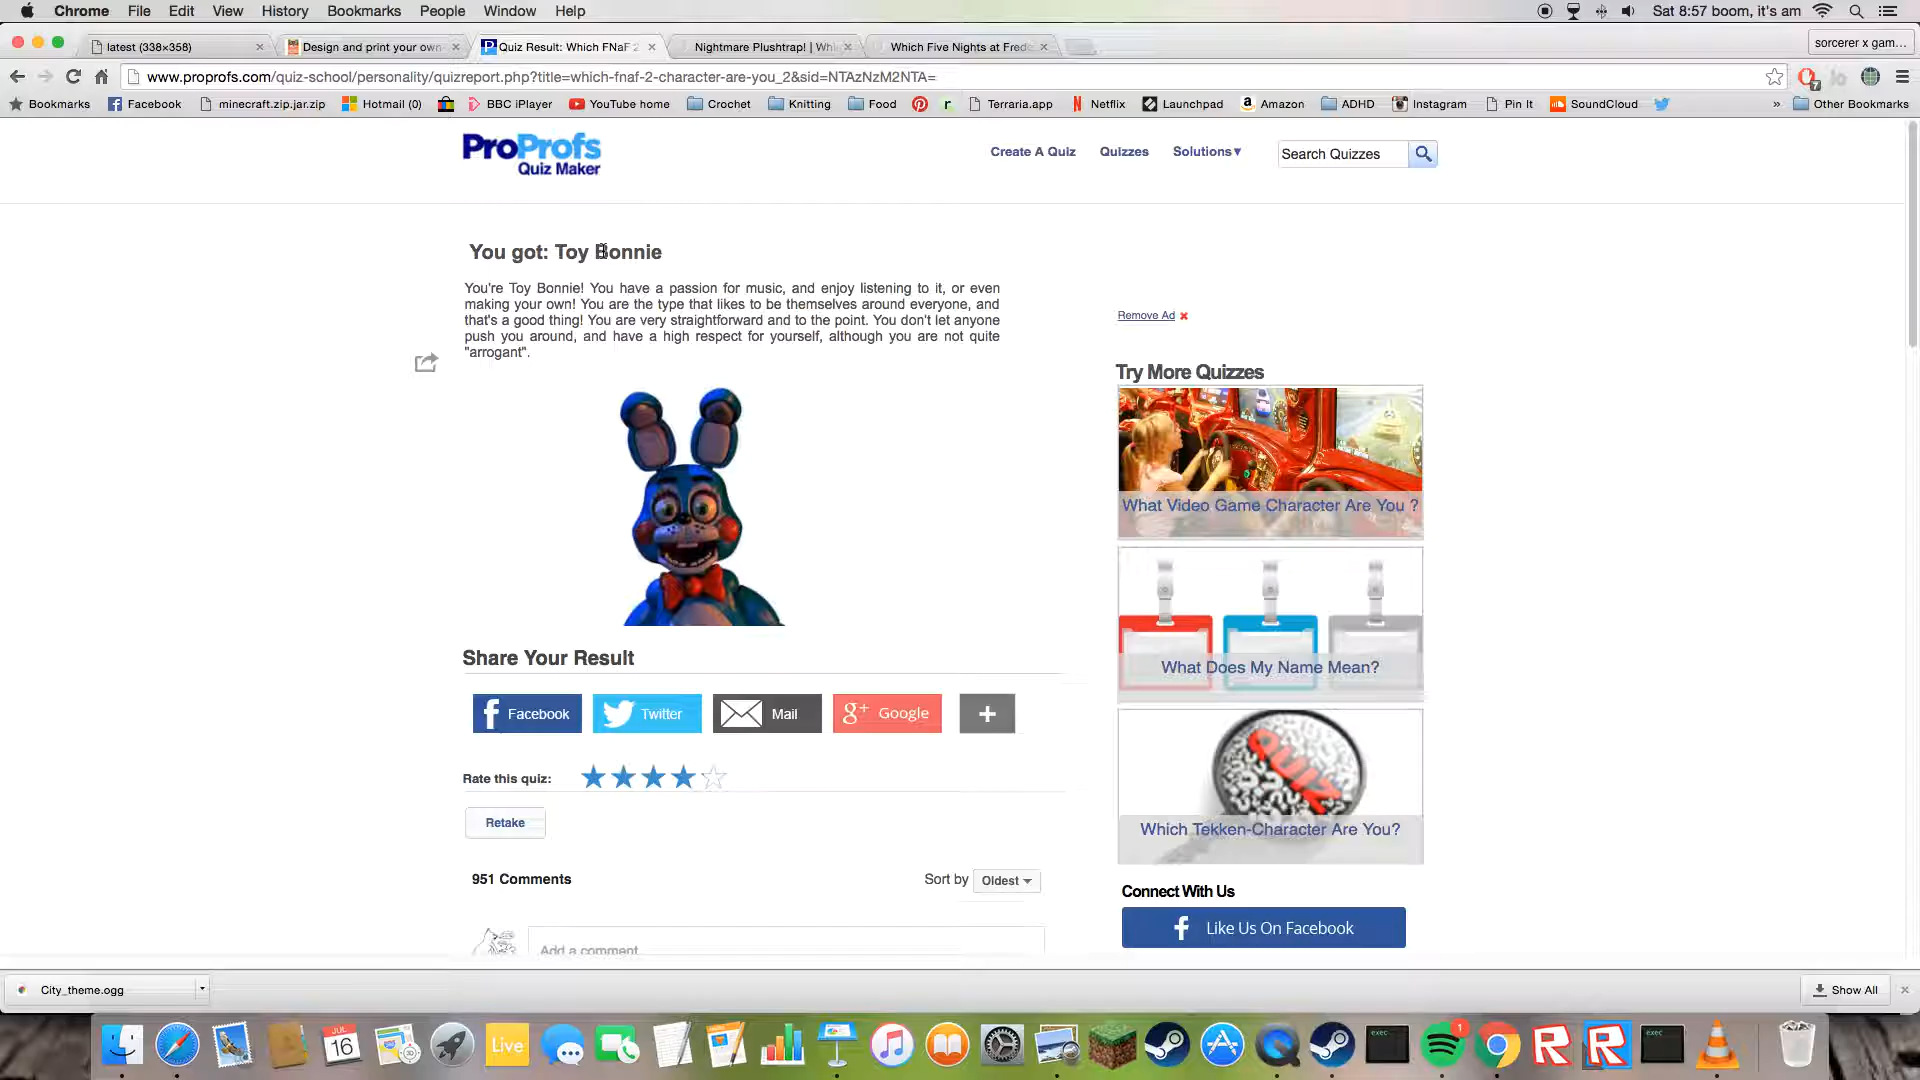 Chrome File Edit View History Bookmarks People Window Help
Sat 8:57 boom, it's am
latest (338×358)
Design and print your own
Quiz Result: Which FNaF 2
Nightmare Plushtrap! | Whi
Which Five Nights at Fred
sorcerer x gam...
www.proprofs.com/quiz-school/personality/quizreport.php?title=which-fnaf-2-character-are-you_2&sid=NTAzNzM2NTA=
7
Bookmarks Facebook minecraft.zip.jar.zip Hotmail (0) BBC iPlayer YouTube home Crochet Knitting Food Terraria.app Netflix Launchpad Amazon ADHD Instagram Pin It SoundCloud » Other Bookmarks
ProProfs
Quiz Maker
Create A Quiz Quizzes Solutions▾
Search Quizzes
You got: Toy Bonnie
You're Toy Bonnie! You have a passion for music, and enjoy listening to it, or even
making your own! You are the type that likes to be themselves around everyone, and
that's a good thing! You are very straightforward and to the point. You don't let anyone
push you around, and have a high respect for yourself, although you are not quite
"arrogant".
Remove Ad
Try More Quizzes
What Video Game Character Are You ?
What Does My Name Mean?
QUIZ
Which Tekken-Character Are You?
Share Your Result
Facebook
Twitter
Mail
g+ Google
+
Rate this quiz:
Retake
951 Comments
Sort by Oldest
Add a comment
Connect With Us
Like Us On Facebook
City_theme.ogg
Show All
JUL
16
Live
exec
1
exec